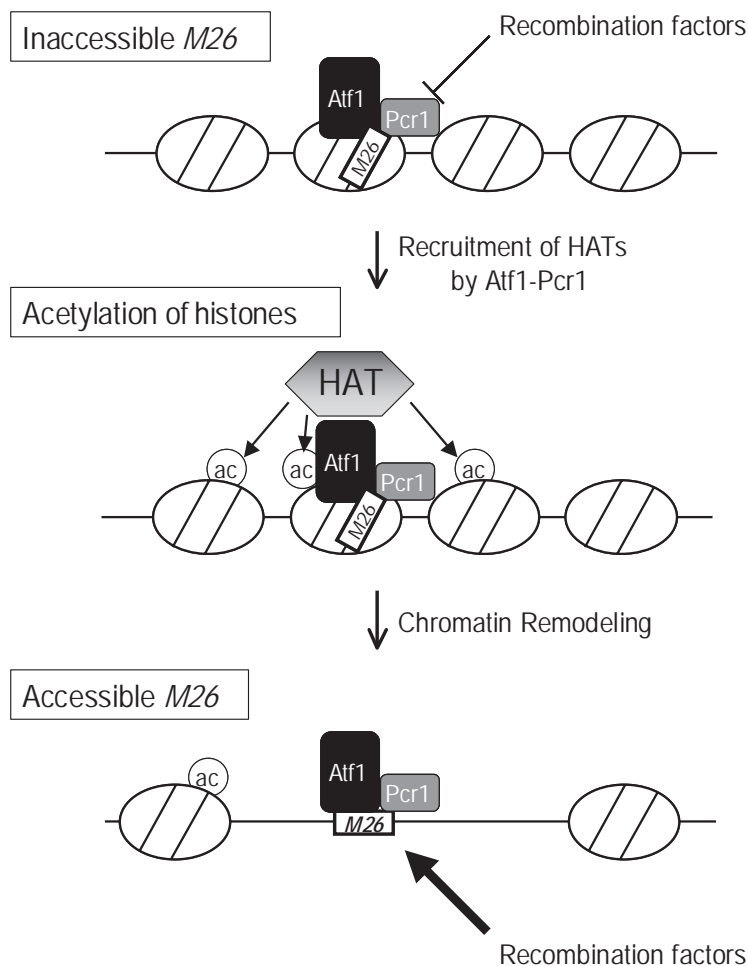 Inaccessible M26
Recombination factors
Atf1
Pcr1
M26
Recruitment of HATs
by Atf1-Pcr1
Acetylation of histones
HAT
ac
ac
Atf1
Pcr1
ac
M26
Chromatin Remodeling
Accessible M26
ac
Atf1
Pcr1
M26
Recombination factors